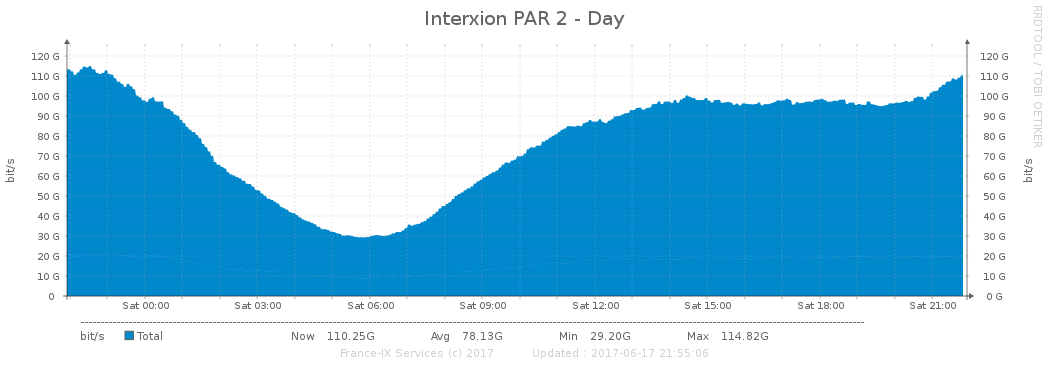 Interxion PAR 2 - Day
RRDTOOL / TOBI OETIKER
bit/s
bit/s
120 G 120 G
110 G 110 G
100 G 100 G
90 G 90 G
80 G 80 G
70 G 70 G
60 G 60 G
50 G 50 G
40 G 40 G
30 G 30 G
20 G 20 G
10 G 10 G
0 0 G
Sat 00:00 Sat 03:00 Sat 06:00 Sat 09:00 Sat 12:00 Sat 15:00 Sat 18:00 Sat 21:00
bit/s Total Now 110.25G Avg 78.13G Min 29.20G Max 114.82G
France-IX Services (c) 2017 Updated : 2017-06-17 21:55:06